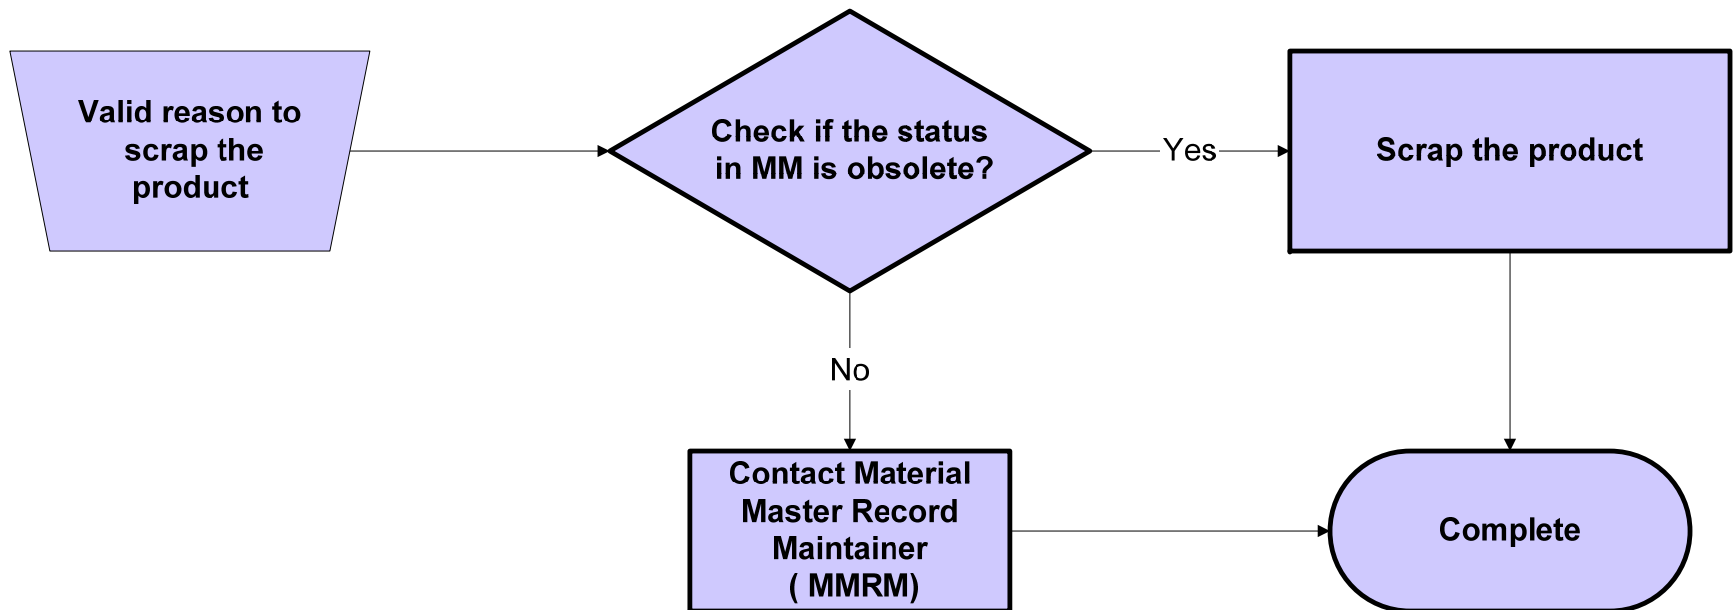 Valid reason to
scrap the
product
Check if the status
in MM is obsolete?
Yes
Scrap the product
No
Contact Material
Master Record
Maintainer
( MMRM)
Complete